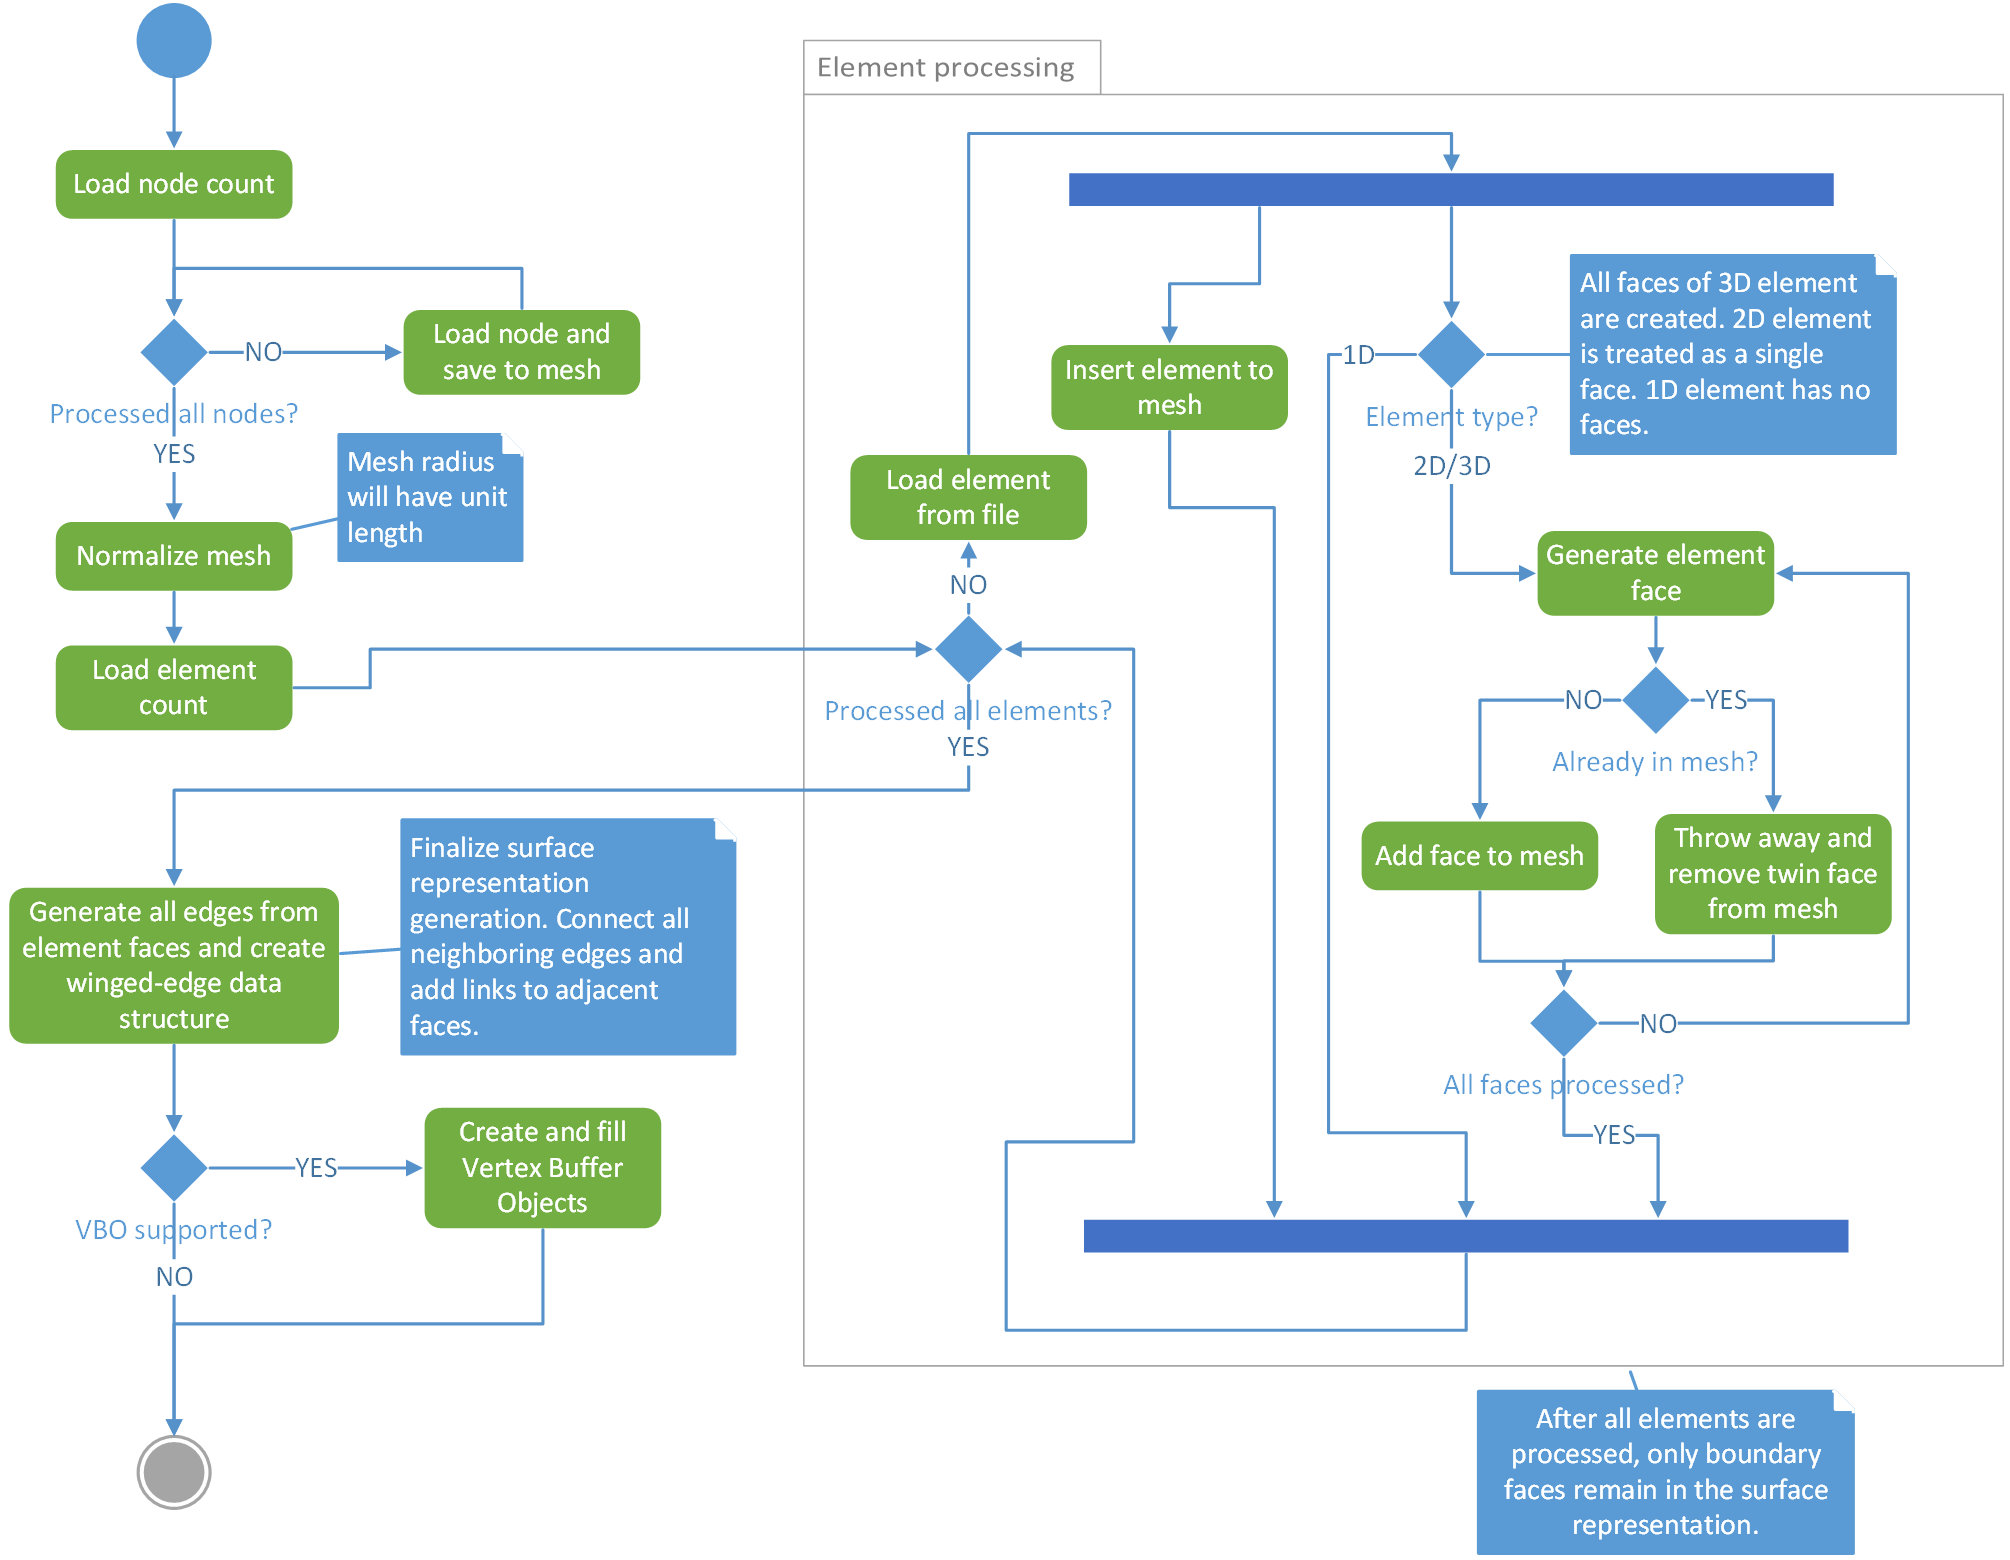 Load node count
Load node and
save to mesh
NO
Processed all nodes?
YES
Mesh radius
will have unit
length
Normalize mesh
Load element
count
Element processing
Load element
from file
NO
Processed all elements?
YES
Insert element to
mesh
1D
Element type?
2D/3D
All faces of 3D element
are created. 2D element
is treated as a single
face. 1D element has no
faces.
Generate element
face
NO
YES
Already in mesh?
Add face to mesh
Throw away and
remove twin face
from mesh
NO
All faces processed?
YES
Generate all edges from
element faces and create
winged-edge data
structure
Finalize surface
representation
generation. Connect all
neighboring edges and
add links to adjacent
faces.
YES
Create and fill
Vertex Buffer
Objects
VBO supported?
NO
After all elements are
processed, only boundary
faces remain in the surface
representation.